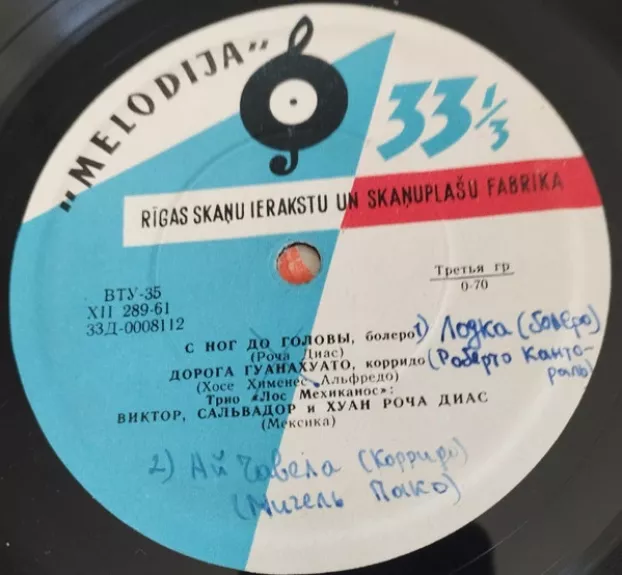 "MELODIJA"
33⅓
RĪGAS SKAŅU IERAKSTU UN SKAŅUPLAŠU FABRIKA
ВТУ-35
XII 289-61
33Д-0008112
Третья гр
0-70
С НОГ ДО ГОЛОВЫ, болеро 1) Лодка (болеро)
(Роча Диас)
ДОРОГА ГУАНАХУАТО, корридо (Роберто Канто-
(Хосе Хименес Альфредо) раль)
Трио «Лос Мехиканос»:
ВИКТОР, САЛЬВАДОР и ХУАН РОЧА ДИАС
(Мексика)
2) Ай Чавела (Корридо)
(Мигель Пако)